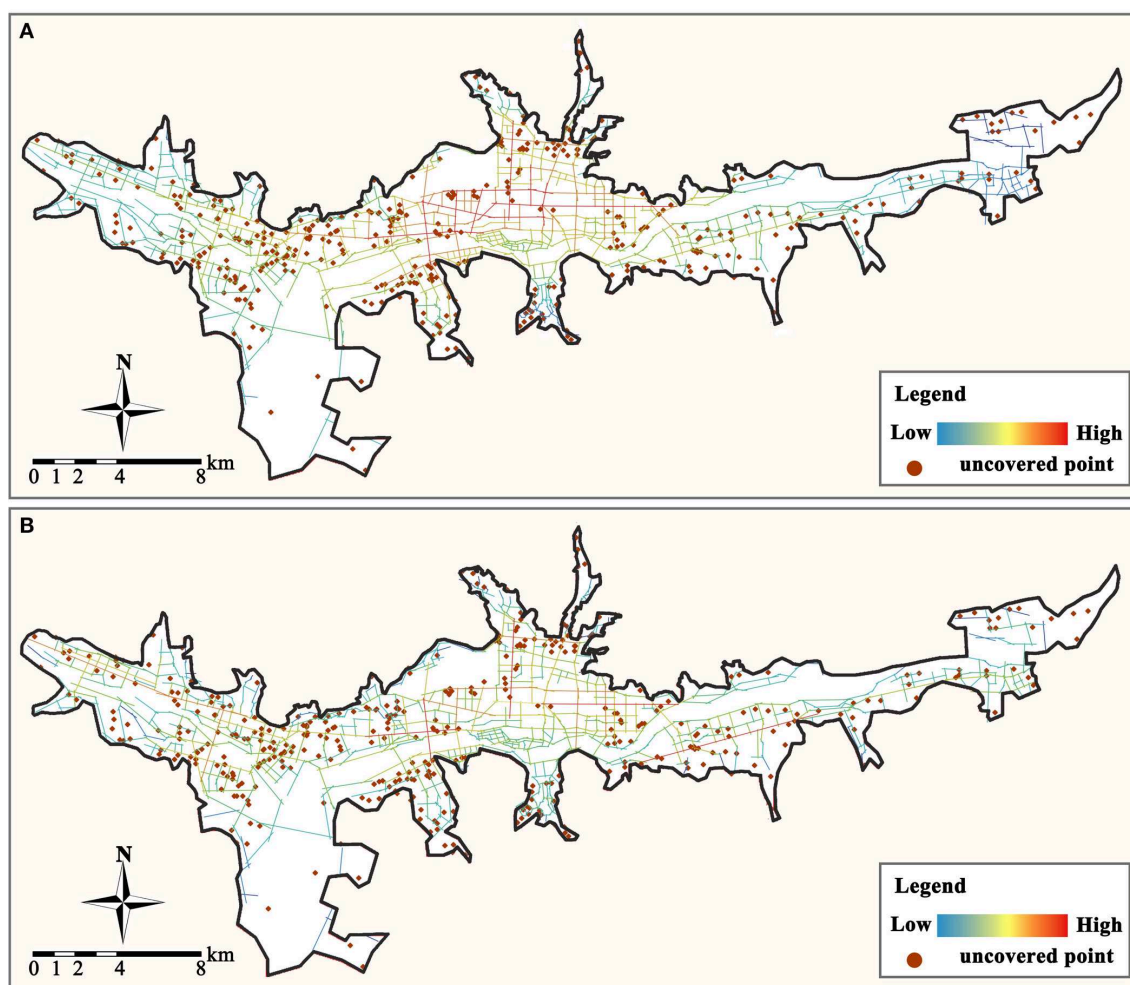 A
N
0 1 2 4 8 km
Legend
Low High
uncovered point
B
N
0 1 2 4 8 km
Legend
Low High
uncovered point